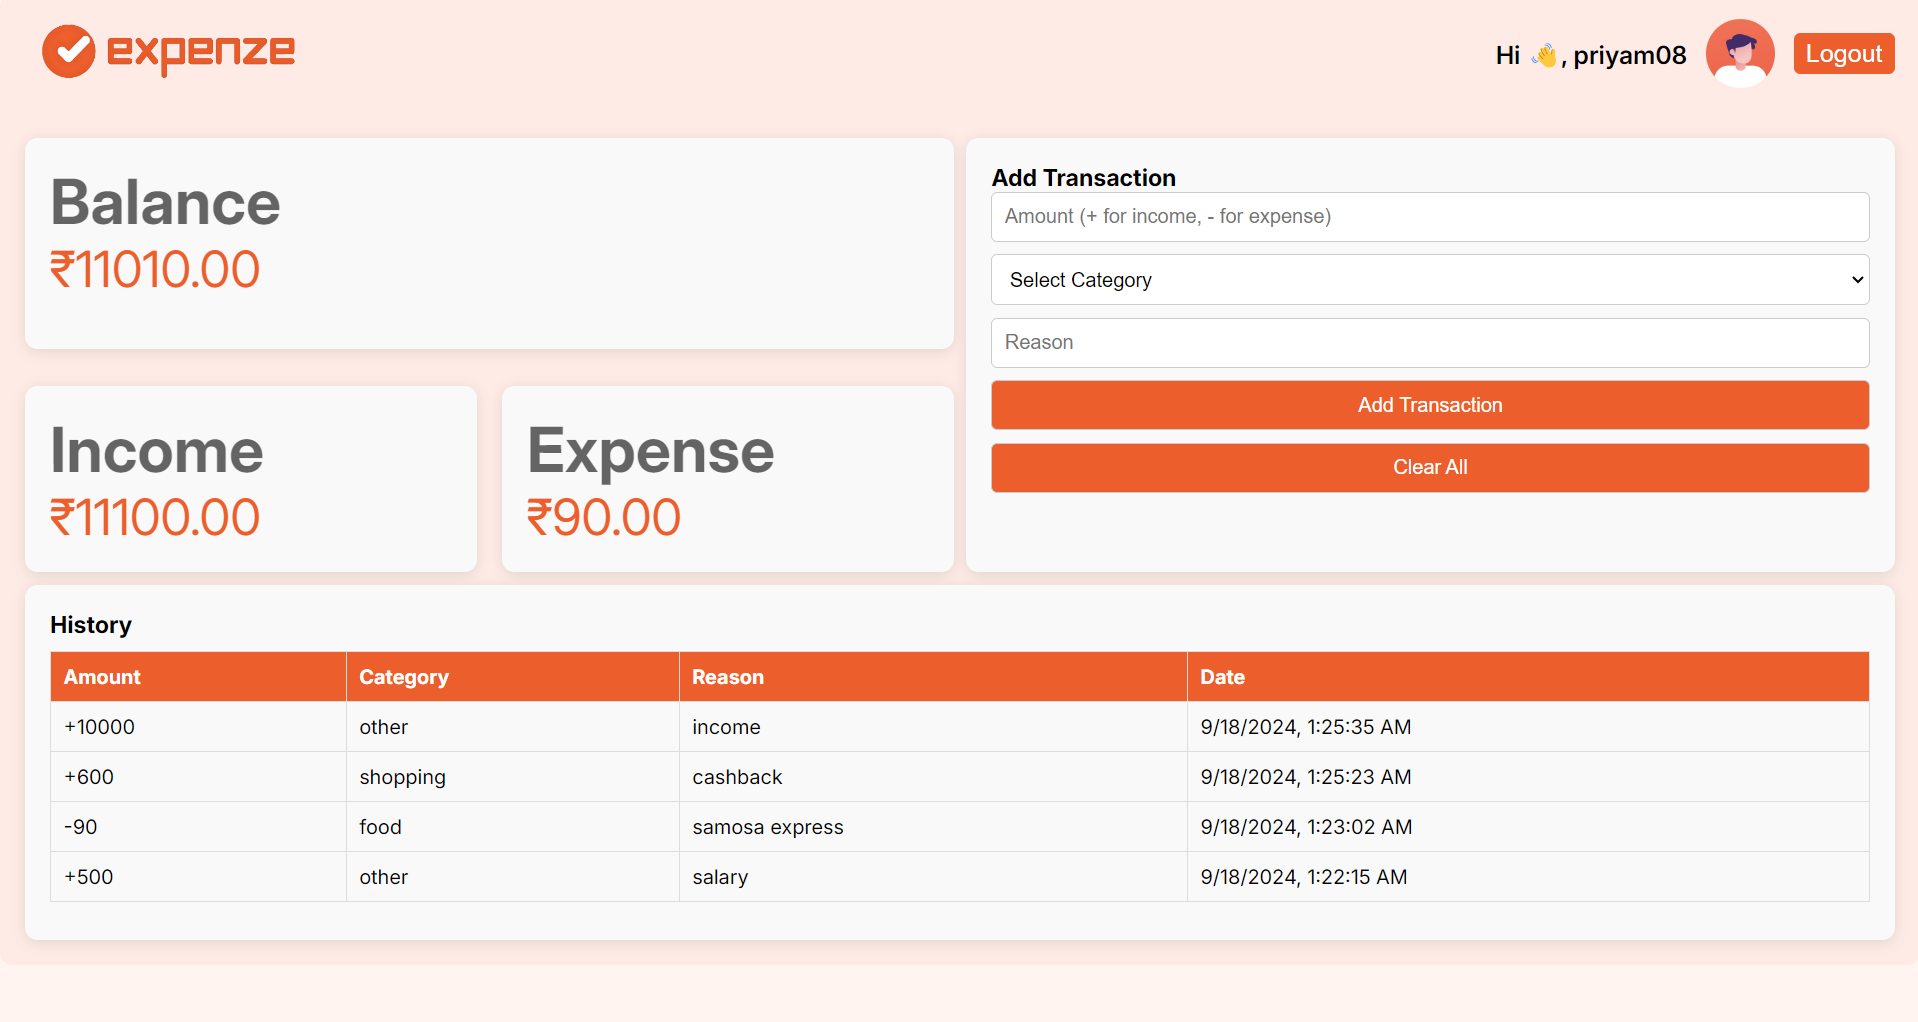 expenze
Hi 👋, priyam08
Logout
Balance
₹11010.00
Income
₹11100.00
Expense
₹90.00
Add Transaction
Amount (+ for income, - for expense)
Select Category
Reason
Add Transaction
Clear All
History
Amount Category Reason Date
+10000 other income 9/18/2024, 1:25:35 AM
+600 shopping cashback 9/18/2024, 1:25:23 AM
-90 food samosa express 9/18/2024, 1:23:02 AM
+500 other salary 9/18/2024, 1:22:15 AM